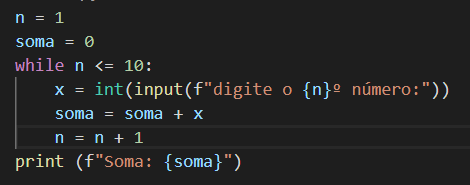 n = 1
soma = 0
while n <= 10:
    x = int(input(f"digite o {n}º número:"))
    soma = soma + x
    n = n + 1
print (f"Soma: {soma}")